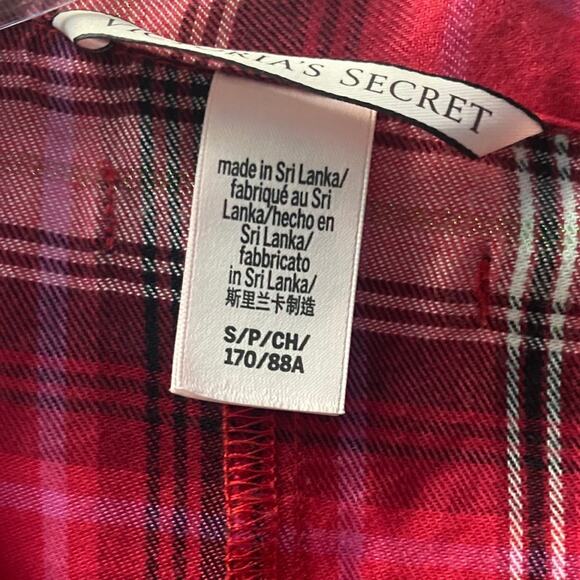 VICTORIA'S SECRET
made in Sri Lanka/
fabriqué au Sri
Lanka/hecho en
Sri Lanka/
fabbricato
in Sri Lanka/
斯里兰卡制造
S/P/CH/
170/88A